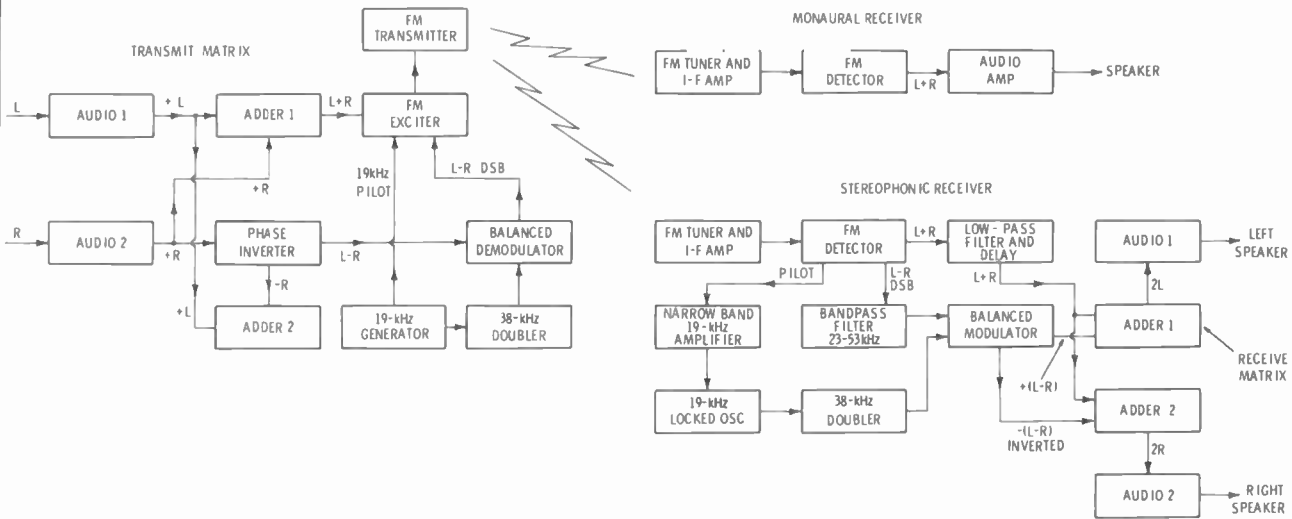 TRANSMIT MATRIX
FM
TRANSMITTER
L
AUDIO 1
+L
ADDER 1
L+R
FM
EXCITER
+R
19kHz
PILOT
L-R DSB
R
AUDIO 2
+R
PHASE
INVERTER
L-R
BALANCED
DEMODULATOR
-R
+L
ADDER 2
19-kHz
GENERATOR
38-kHz
DOUBLER
MONAURAL RECEIVER
FM TUNER AND
I-F AMP
FM
DETECTOR
L+R
AUDIO
AMP
SPEAKER
STEREOPHONIC RECEIVER
FM TUNER AND
I-F AMP
FM
DETECTOR
L+R
LOW-PASS
FILTER AND
DELAY
AUDIO 1
LEFT
SPEAKER
PILOT
L-R
DSB
L+R
2L
NARROW BAND
19-kHz
AMPLIFIER
BANDPASS
FILTER
23-53kHz
BALANCED
MODULATOR
ADDER 1
+(L-R)
RECEIVE
MATRIX
19-kHz
LOCKED OSC
38-kHz
DOUBLER
-(L-R)
INVERTED
ADDER 2
2R
AUDIO 2
RIGHT
SPEAKER